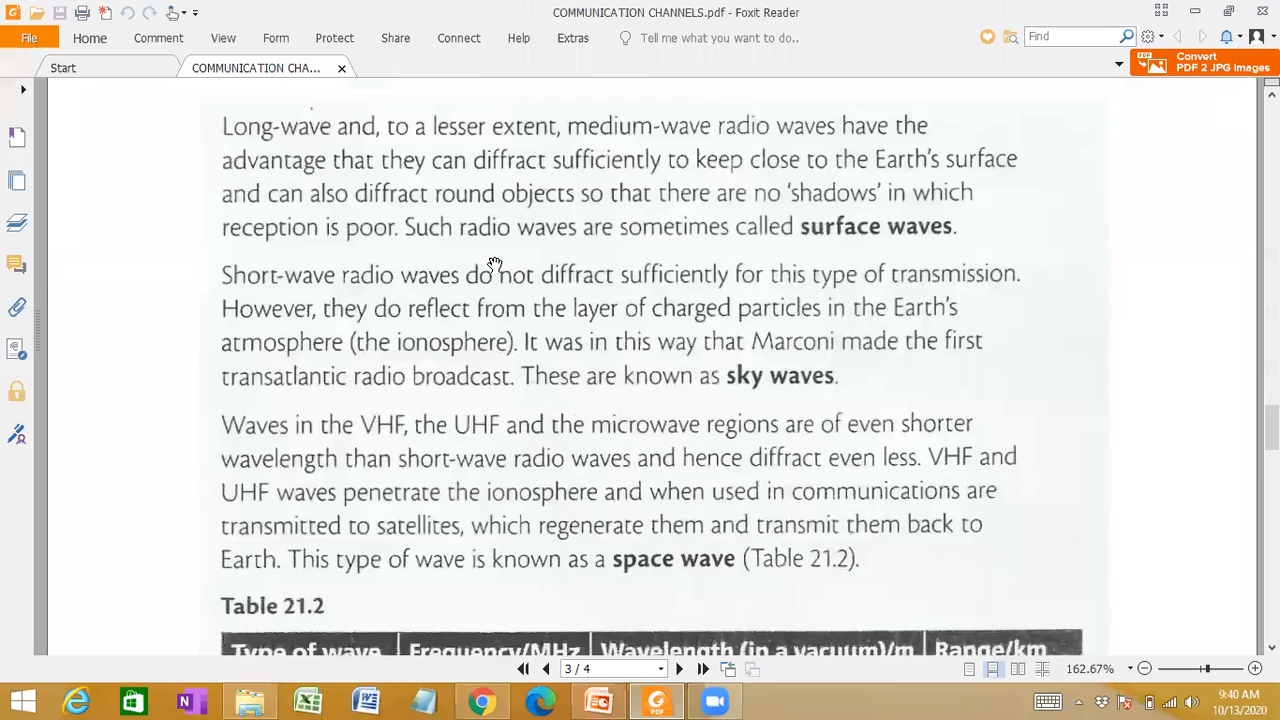 COMMUNICATION CHANNELS.pdf - Foxit Reader
File Home Comment View Form Protect Share Connect Help Extras Tell me what you want to do.. Find
Start COMMUNICATION CHA... Convert
PDF 2 JPG Images
Long-wave and, to a lesser extent, medium-wave radio waves have the
advantage that they can diffract sufficiently to keep close to the Earth's surface
and can also diffract round objects so that there are no 'shadows' in which
reception is poor. Such radio waves are sometimes called surface waves.
Short-wave radio waves do not diffract sufficiently for this type of transmission.
However, they do reflect from the layer of charged particles in the Earth's
atmosphere (the ionosphere). It was in this way that Marconi made the first
transatlantic radio broadcast. These are known as sky waves.
Waves in the VHF, the UHF and the microwave regions are of even shorter
wavelength than short-wave radio waves and hence diffract even less. VHF and
UHF waves penetrate the ionosphere and when used in communications are
transmitted to satellites, which regenerate them and transmit them back to
Earth. This type of wave is known as a space wave (Table 21.2).
Table 21.2
Type of wave Frequency/MHz Wavelength (in a vacuum)/m Range/km
3 / 4 162.67%
9:40 AM
10/13/2020